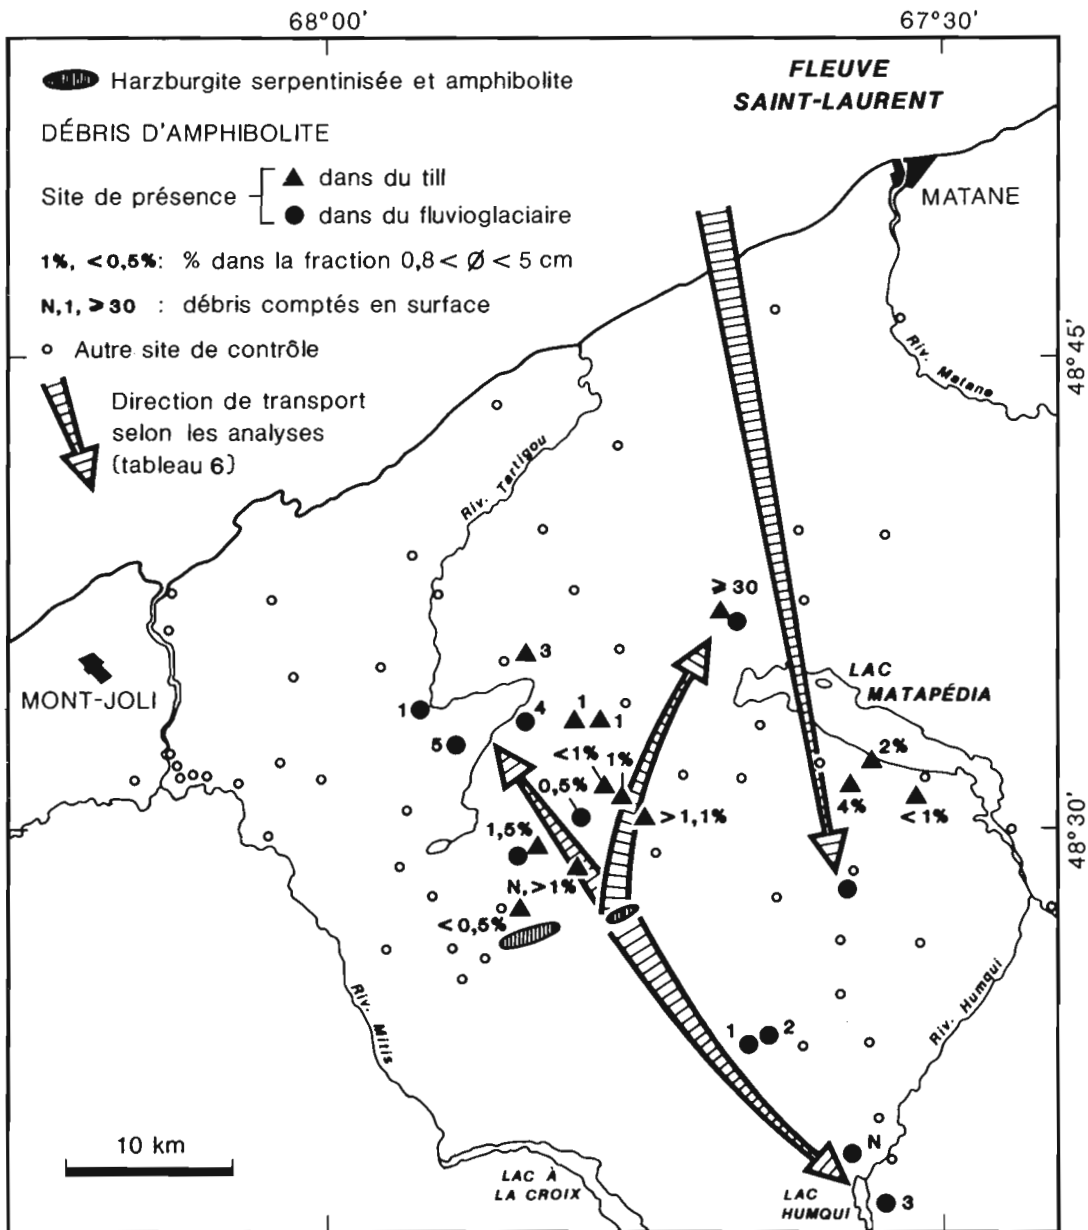 68°00'
67°30'
Harzburgite serpentinisée et amphibolite
FLEUVE
SAINT-LAURENT
DÉBRIS D'AMPHIBOLITE
Site de présence
dans du till
dans du fluvioglaciaire
MATANE
1%, <0,5%: % dans la fraction 0,8 < Ø < 5 cm
N,1, ⩾30 : débris comptés en surface
Autre site de contrôle
Direction de transport
selon les analyses
(tableau 6)
48°45'
Riv. Matane
Riv. Tartigou
⩾30
3
LAC
MATAPÉDIA
MONT-JOLI
1
4
1
1
5
<1%
1%
2%
0,5%
>1,1%
4%
<1%
48°30'
1,5%
N,>1%
<0,5%
Riv. Mitis
Riv. Humqui
1
2
N
10 km
LAC À
LA CROIX
LAC
HUMQUI
3